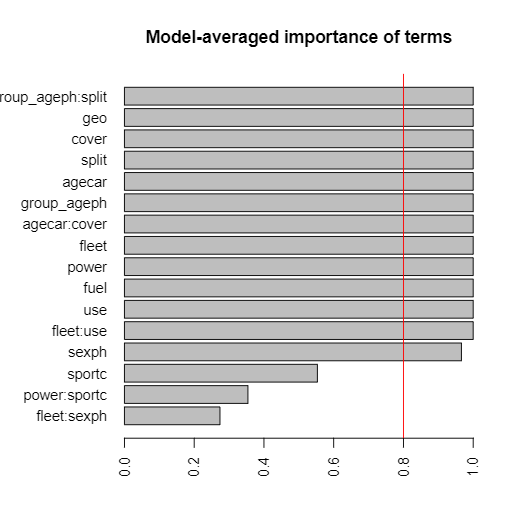 Model-averaged importance of terms
roup_ageph:split
geo
cover
split
agecar
group_ageph
agecar:cover
fleet
power
fuel
use
fleet:use
sexph
sportc
power:sportc
fleet:sexph
0.0 0.2 0.4 0.6 0.8 1.0